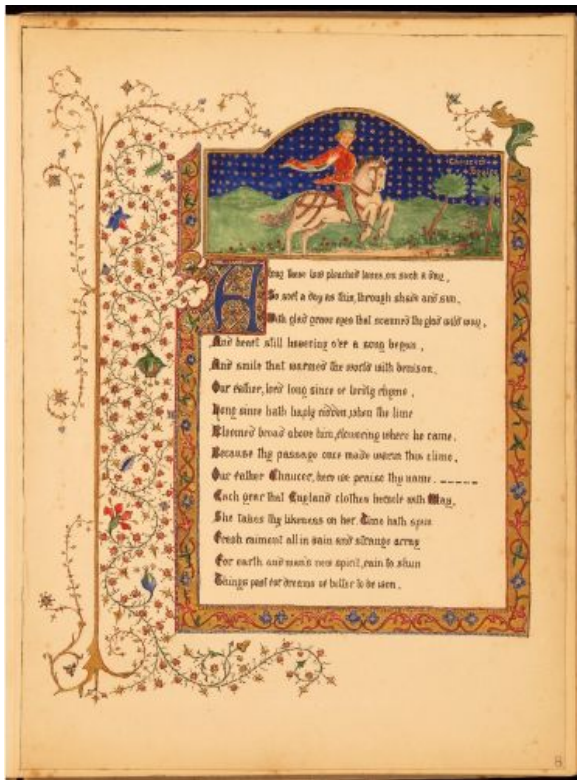 Chaucer
Along these low pleached lanes, on such a day,
So soft a day as this, through shade and sun,
With glad grave eyes that scanned the glad wild way,
And heart still hovering o'er a song begun,
And smile that warmed the world with benison,
Our father, lord long since of lordly rhyme,
Long since hath haply ridden, when the lime
Bloomed broad above him, flowering where he came.
Because thy passage once made warm this clime,
Our father Chaucer, here we praise thy name.
Each year that England clothes herself with May,
She takes thy likeness on her. Time hath spun
Fresh raiment all in vain and strange array
For earth and man's new spirit, fain to shun
Things past for dreams of better to be won,
8